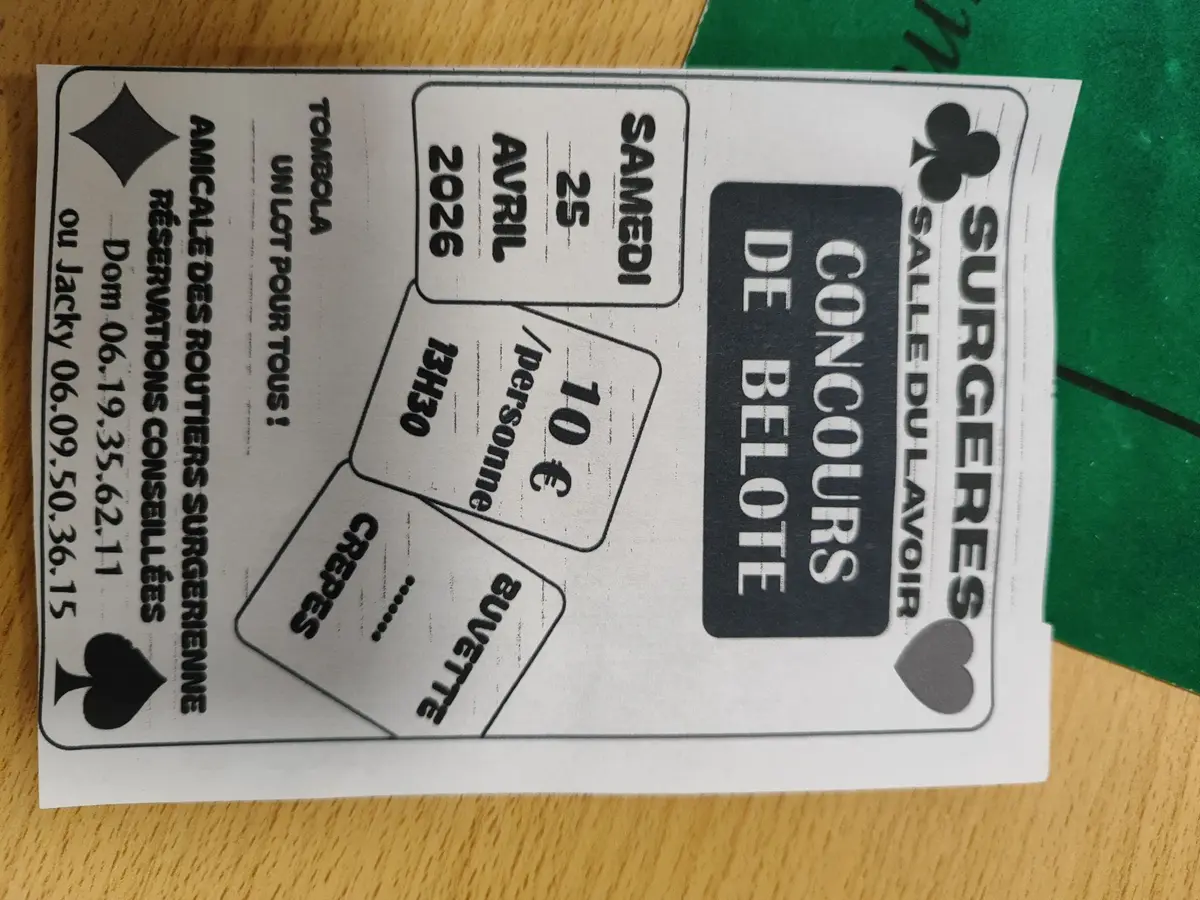 SURGERES
SALLE DU LAVOIR
CONCOURS
DE BELOTE
SAMEDI
25
AVRIL
2026
10 €
/personne
13H30
BUVETTE
......
CREPES
TOMBOLA
UN LOT POUR TOUS !
AMICALE DES ROUTIERS SURGERIENNE
RÉSERVATIONS CONSEILLÉES
Dom 06.19.35.62.11
ou Jacky 06.09.50.36.15